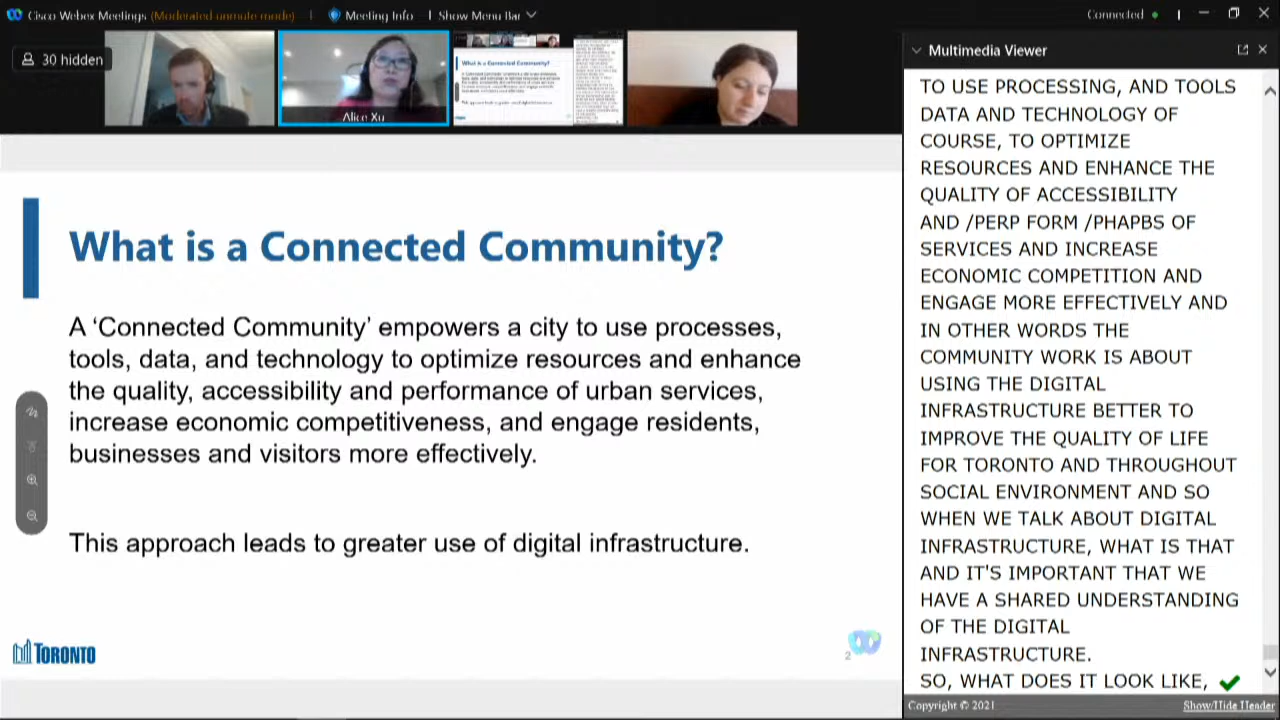 Cisco Webex Meetings (Moderated unmute mode) | Meeting Info | Show Menu Bar
Connected
30 hidden
Alice Xu
What is a Connected Community?
Multimedia Viewer
What is a Connected Community?
A ‘Connected Community’ empowers a city to use processes,
tools, data, and technology to optimize resources and enhance
the quality, accessibility and performance of urban services,
increase economic competitiveness, and engage residents,
businesses and visitors more effectively.
This approach leads to greater use of digital infrastructure.
TORONTO
2
TO USE PROCESSING, AND TOOLS
DATA AND TECHNOLOGY OF
COURSE, TO OPTIMIZE
RESOURCES AND ENHANCE THE
QUALITY OF ACCESSIBILITY
AND /PERP FORM /PHAPBS OF
SERVICES AND INCREASE
ECONOMIC COMPETITION AND
ENGAGE MORE EFFECTIVELY AND
IN OTHER WORDS THE
COMMUNITY WORK IS ABOUT
USING THE DIGITAL
INFRASTRUCTURE BETTER TO
IMPROVE THE QUALITY OF LIFE
FOR TORONTO AND THROUGHOUT
SOCIAL ENVIRONMENT AND SO
WHEN WE TALK ABOUT DIGITAL
INFRASTRUCTURE, WHAT IS THAT
AND IT'S IMPORTANT THAT WE
HAVE A SHARED UNDERSTANDING
OF THE DIGITAL
INFRASTRUCTURE.
SO, WHAT DOES IT LOOK LIKE,
Copyright © 2021
Show/Hide Header